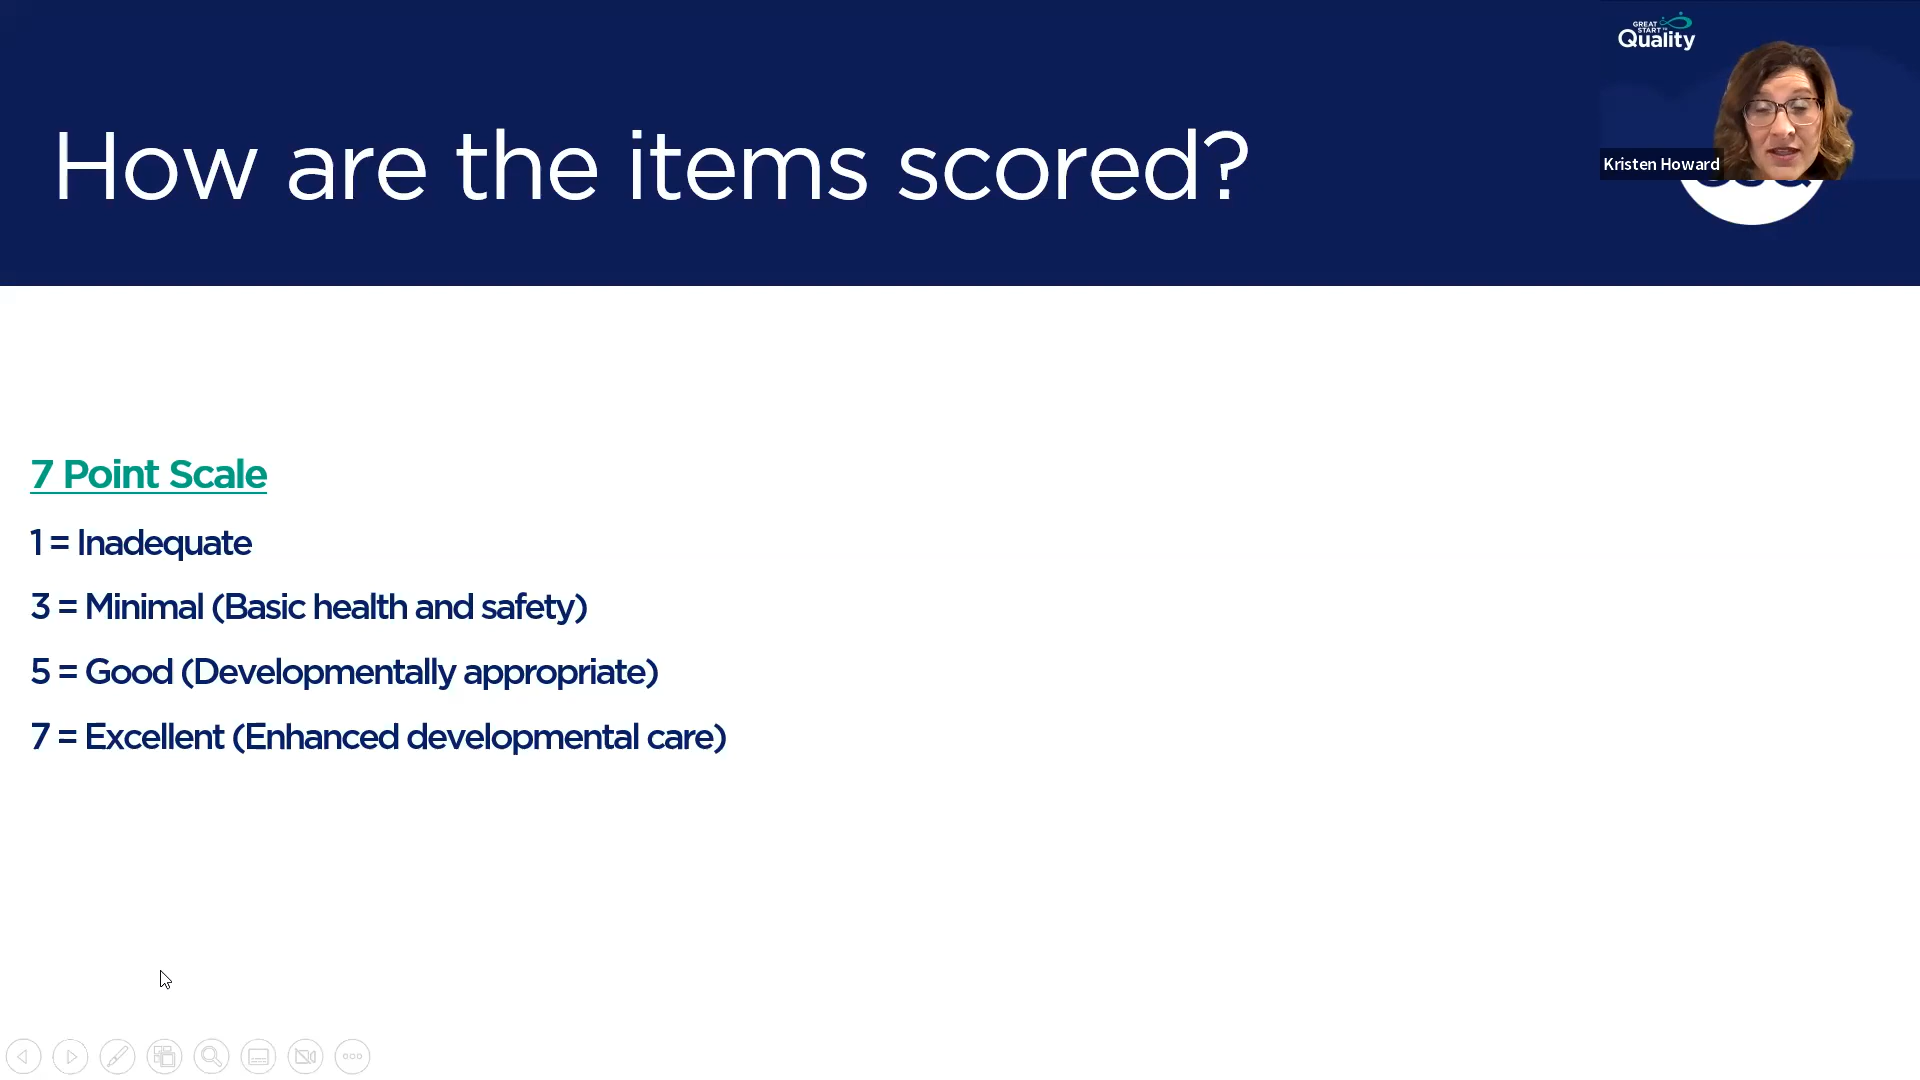 How are the items scored?
GREAT
START TO
Quality
Kristen Howard
7 Point Scale
1 = Inadequate
3 = Minimal (Basic health and safety)
5 = Good (Developmentally appropriate)
7 = Excellent (Enhanced developmental care)